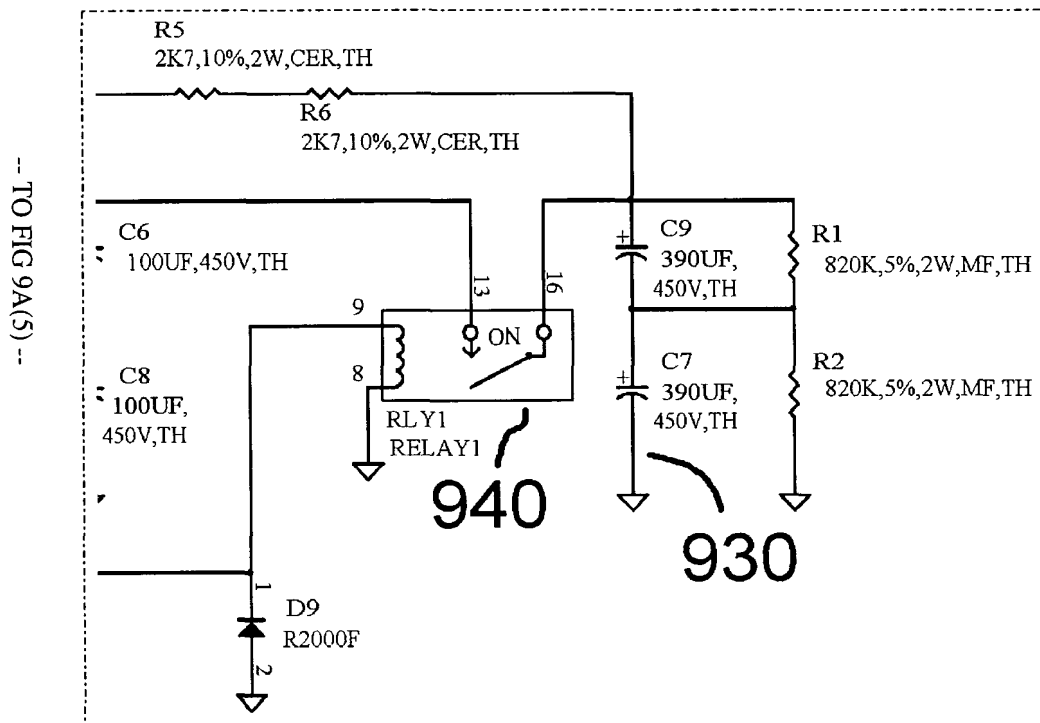 R5
2K7,10%,2W,CER,TH
R6
2K7,10%,2W,CER,TH
-- TO FIG 9A(5) --
C6
100UF,450V,TH
13
16
C9
390UF,
450V,TH
R1
820K,5%,2W,MF,TH
9
ON
8
C8
100UF,
450V,TH
C7
390UF,
450V,TH
R2
820K,5%,2W,MF,TH
RLY1
RELAY1
940
930
1
D9
R2000F
2